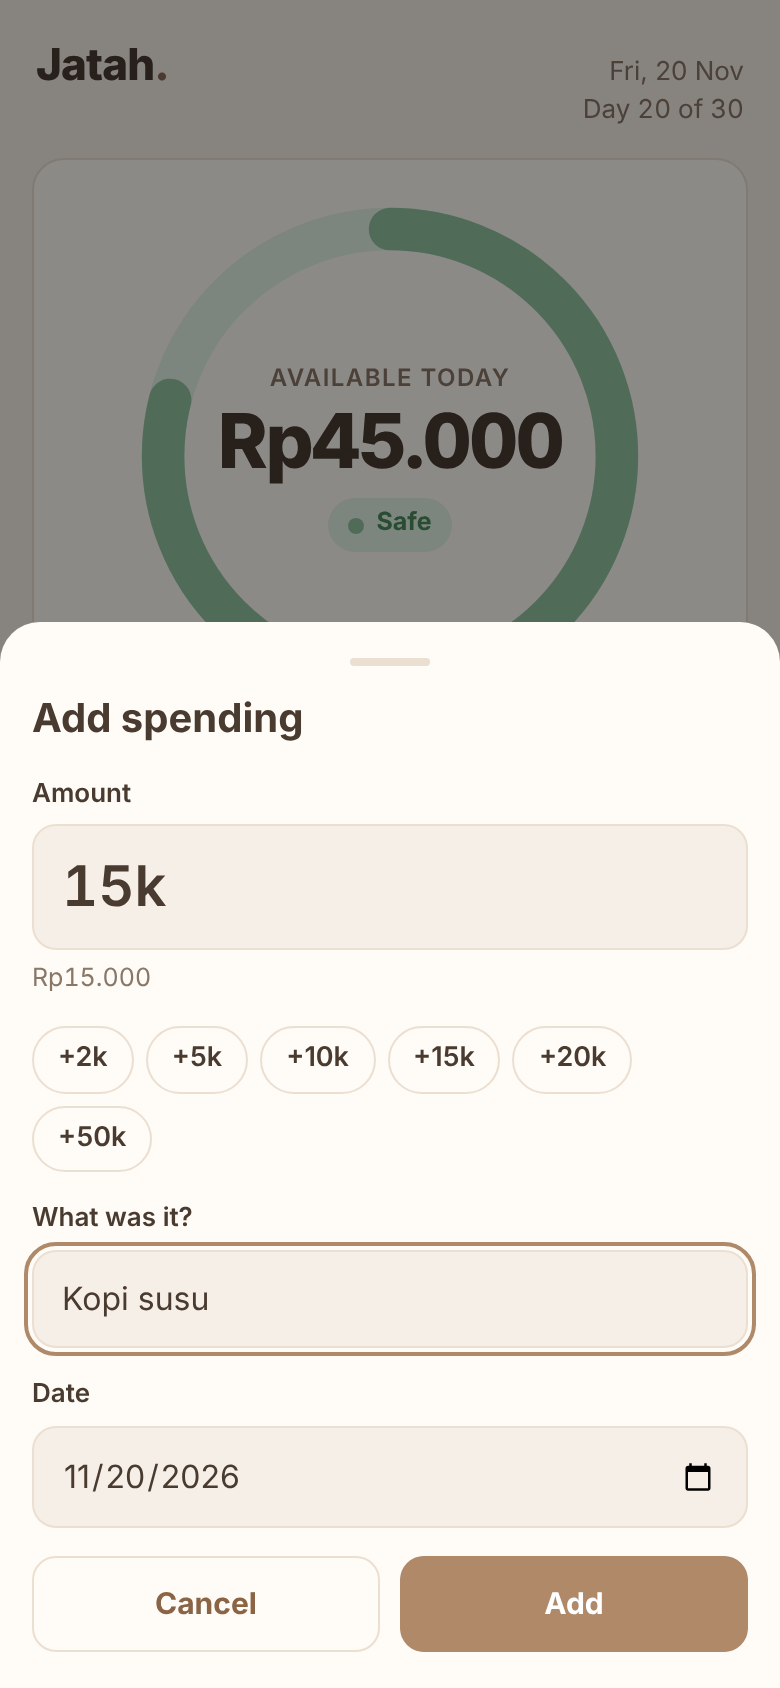 Jatah.
Fri, 20 Nov
Day 20 of 30
AVAILABLE TODAY
Rp45.000
Safe
Add spending
Amount
15k
Rp15.000
+2k +5k +10k +15k +20k
+50k
What was it?
Kopi susu
Date
11/20/2026
Cancel Add